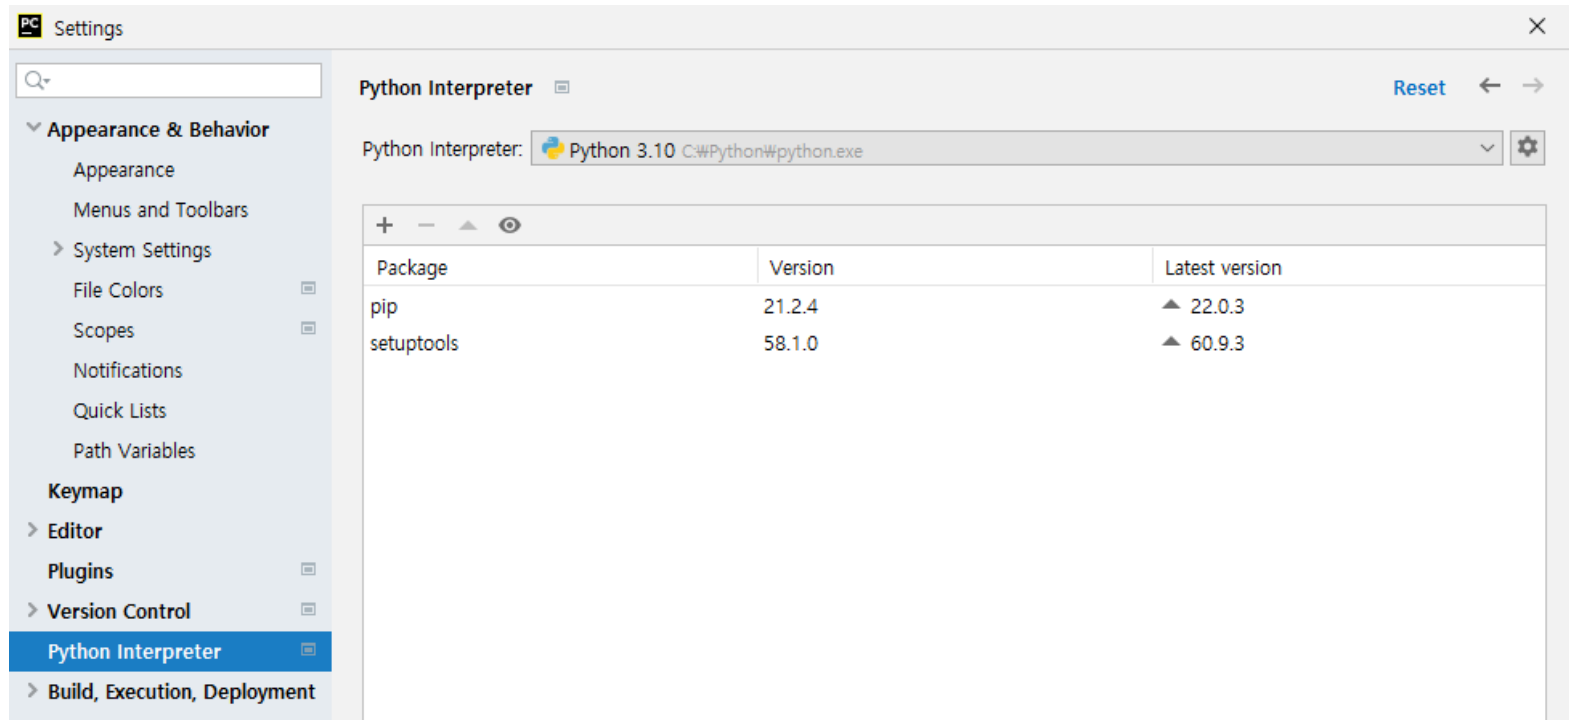 PC Settings
Python Interpreter Reset
Appearance & Behavior
Python Interpreter: Python 3.10 C:₩Python₩python.exe
Appearance
Menus and Toolbars
System Settings
Package Version Latest version
File Colors
pip 21.2.4 22.0.3
Scopes
setuptools 58.1.0 60.9.3
Notifications
Quick Lists
Path Variables
Keymap
Editor
Plugins
Version Control
Python Interpreter
Build, Execution, Deployment